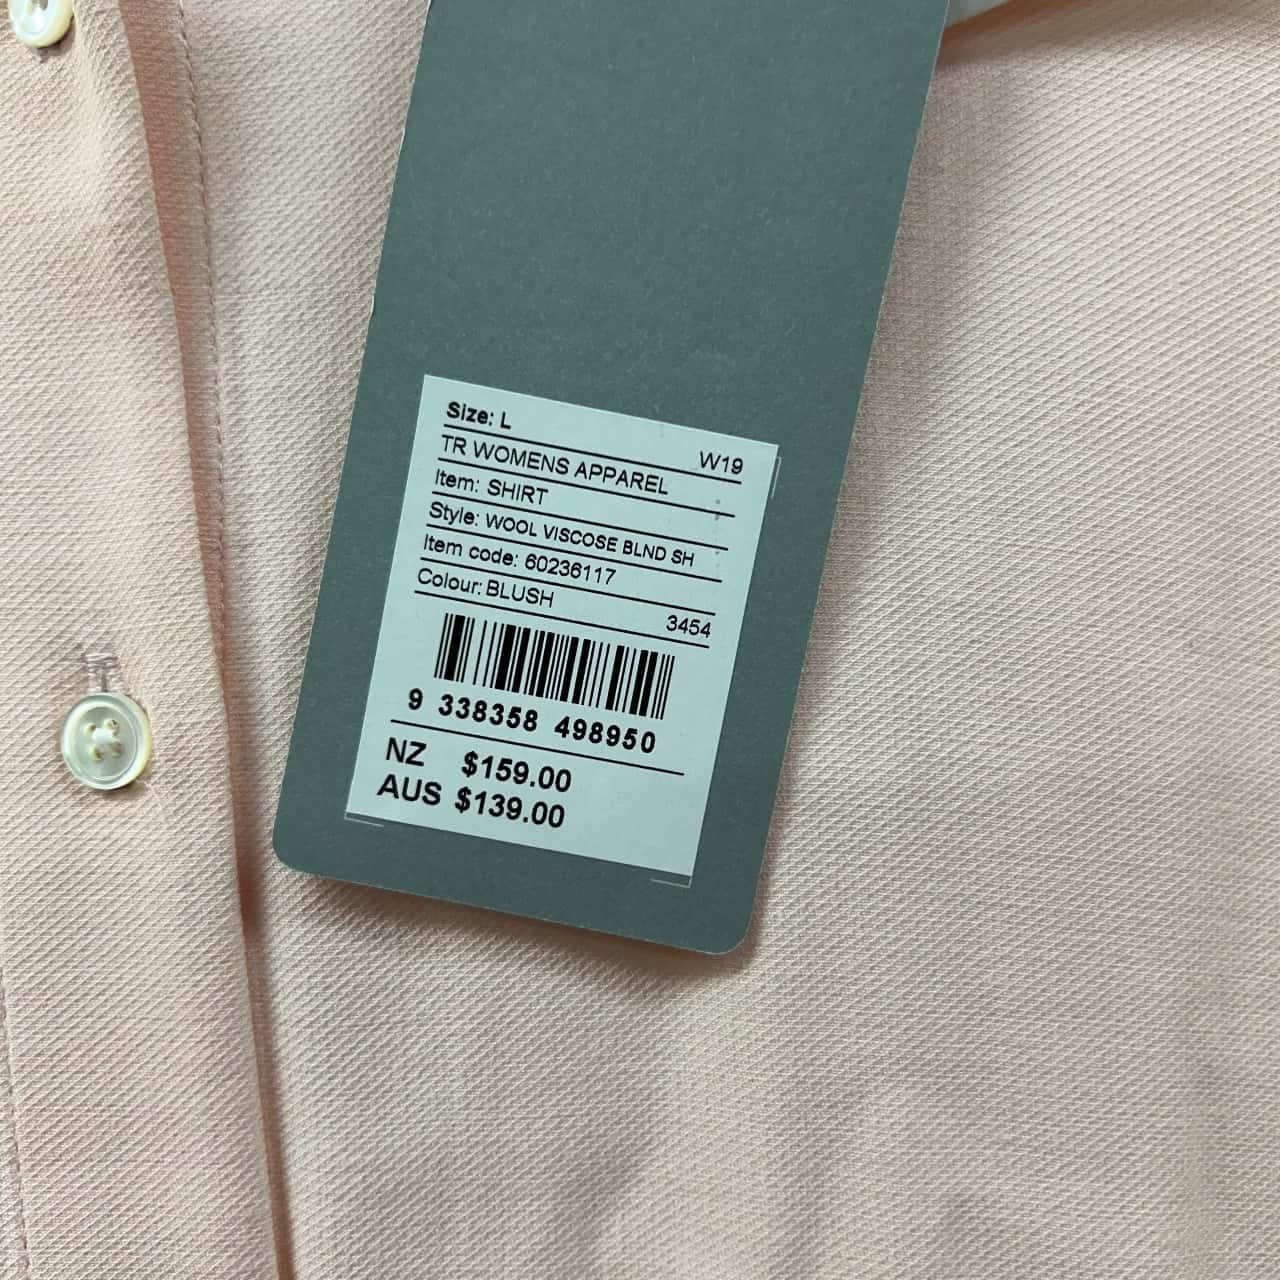 Size: L
W19
TR WOMENS APPAREL
Item: SHIRT
Style: WOOL VISCOSE BLND SH
Item code: 60236117
Colour: BLUSH
3454
9 338358 498950
NZ $159.00
AUS $139.00